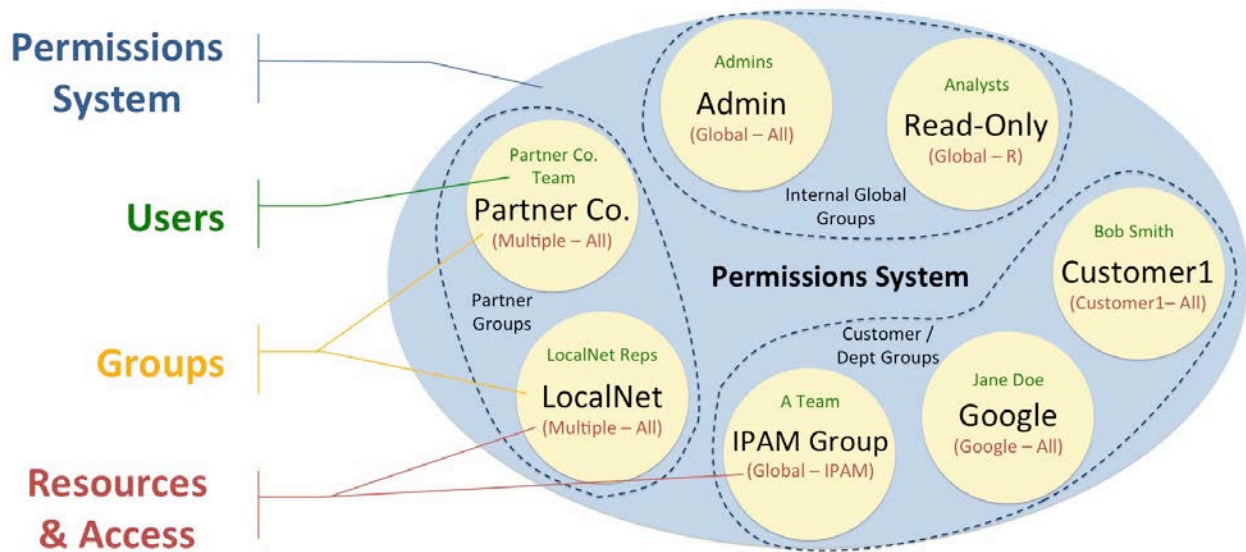 Permissions
System
Users
Groups
Resources
& Access
Admins
Admin
(Global – All)
Analysts
Read-Only
(Global – R)
Internal Global
Groups
Partner Co.
Team
Partner Co.
(Multiple – All)
Partner
Groups
LocalNet Reps
LocalNet
(Multiple – All)
Permissions System
Bob Smith
Customer1
(Customer1– All)
Customer /
Dept Groups
Jane Doe
Google
(Google – All)
A Team
IPAM Group
(Global – IPAM)